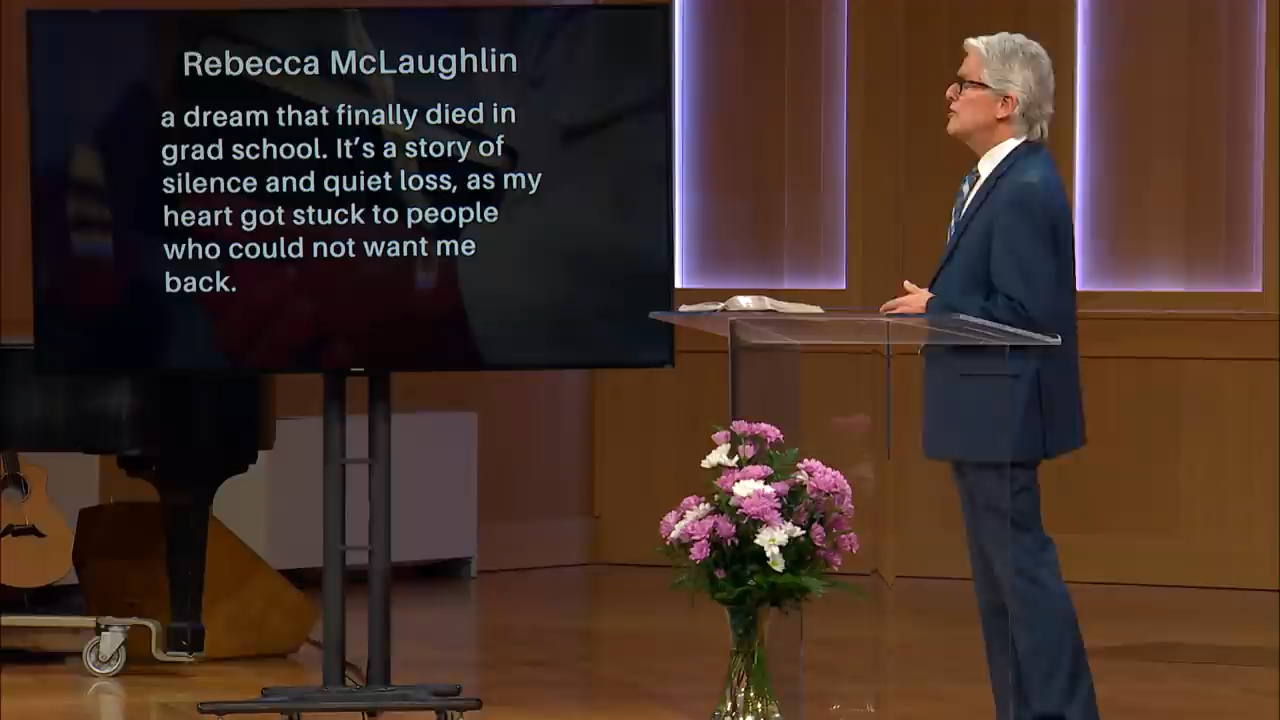 Rebecca McLaughlin
a dream that finally died in
grad school. It’s a story of
silence and quiet loss, as my
heart got stuck to people
who could not want me
back.